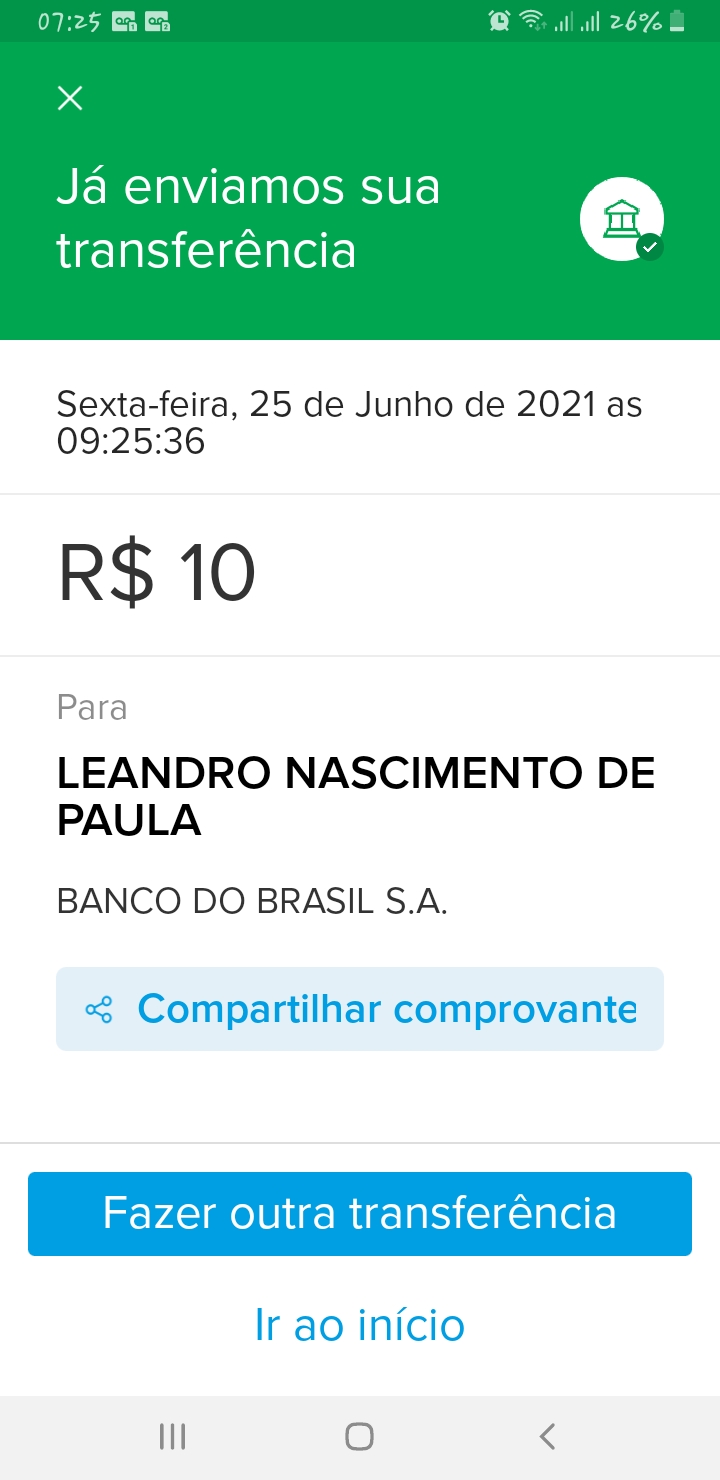 07:25
26%
Já enviamos sua
transferência
Sexta-feira, 25 de Junho de 2021 as
09:25:36
R$ 10
Para
LEANDRO NASCIMENTO DE
PAULA
BANCO DO BRASIL S.A.
Compartilhar comprovante
Fazer outra transferência
Ir ao início